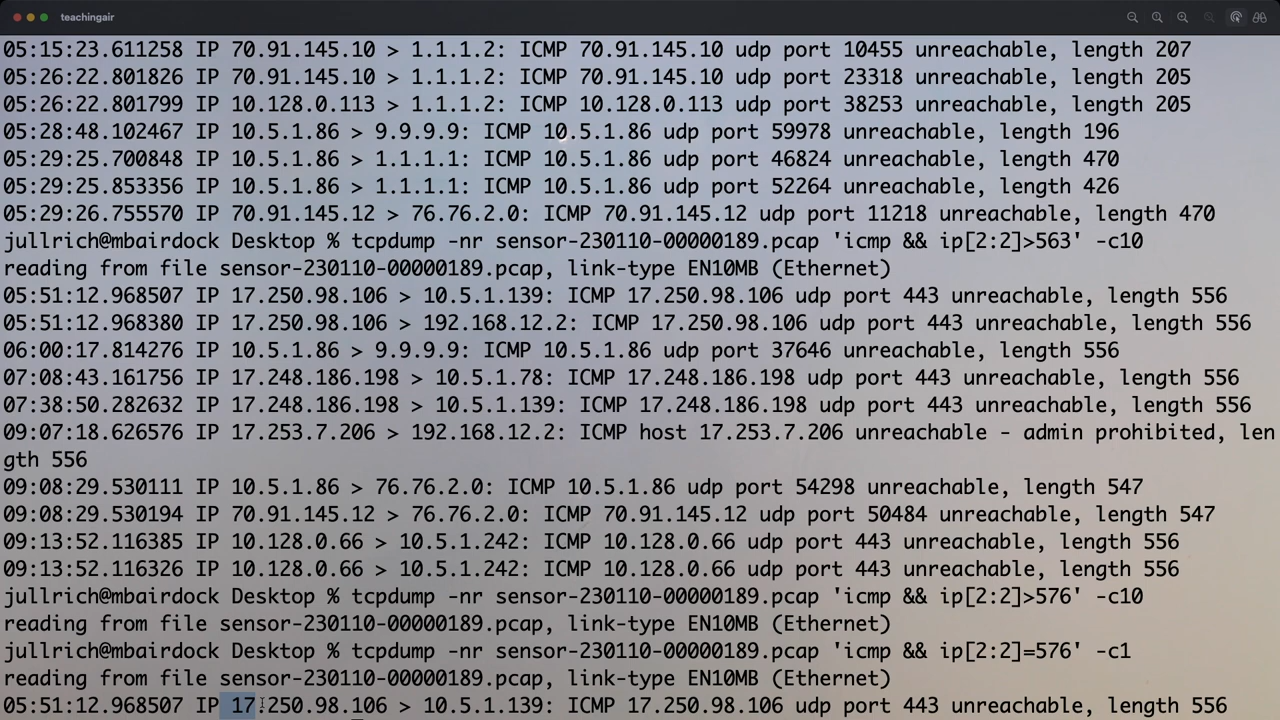 teachingair
05:15:23.611258 IP 70.91.145.10 > 1.1.1.2: ICMP 70.91.145.10 udp port 10455 unreachable, length 207
05:26:22.801826 IP 70.91.145.10 > 1.1.1.2: ICMP 70.91.145.10 udp port 23318 unreachable, length 205
05:26:22.801799 IP 10.128.0.113 > 1.1.1.2: ICMP 10.128.0.113 udp port 38253 unreachable, length 205
05:28:48.102467 IP 10.5.1.86 > 9.9.9.9: ICMP 10.5.1.86 udp port 59978 unreachable, length 196
05:29:25.700848 IP 10.5.1.86 > 1.1.1.1: ICMP 10.5.1.86 udp port 46824 unreachable, length 470
05:29:25.853356 IP 10.5.1.86 > 1.1.1.1: ICMP 10.5.1.86 udp port 52264 unreachable, length 426
05:29:26.755570 IP 70.91.145.12 > 76.76.2.0: ICMP 70.91.145.12 udp port 11218 unreachable, length 470
jullrich@mbairdock Desktop % tcpdump -nr sensor-230110-00000189.pcap 'icmp && ip[2:2]>563' -c10
reading from file sensor-230110-00000189.pcap, link-type EN10MB (Ethernet)
05:51:12.968507 IP 17.250.98.106 > 10.5.1.139: ICMP 17.250.98.106 udp port 443 unreachable, length 556
05:51:12.968380 IP 17.250.98.106 > 192.168.12.2: ICMP 17.250.98.106 udp port 443 unreachable, length 556
06:00:17.814276 IP 10.5.1.86 > 9.9.9.9: ICMP 10.5.1.86 udp port 37646 unreachable, length 556
07:08:43.161756 IP 17.248.186.198 > 10.5.1.78: ICMP 17.248.186.198 udp port 443 unreachable, length 556
07:38:50.282632 IP 17.248.186.198 > 10.5.1.139: ICMP 17.248.186.198 udp port 443 unreachable, length 556
09:07:18.626576 IP 17.253.7.206 > 192.168.12.2: ICMP host 17.253.7.206 unreachable - admin prohibited, len
gth 556
09:08:29.530111 IP 10.5.1.86 > 76.76.2.0: ICMP 10.5.1.86 udp port 54298 unreachable, length 547
09:08:29.530194 IP 70.91.145.12 > 76.76.2.0: ICMP 70.91.145.12 udp port 50484 unreachable, length 547
09:13:52.116385 IP 10.128.0.66 > 10.5.1.242: ICMP 10.128.0.66 udp port 443 unreachable, length 556
09:13:52.116326 IP 10.128.0.66 > 10.5.1.242: ICMP 10.128.0.66 udp port 443 unreachable, length 556
jullrich@mbairdock Desktop % tcpdump -nr sensor-230110-00000189.pcap 'icmp && ip[2:2]>576' -c10
reading from file sensor-230110-00000189.pcap, link-type EN10MB (Ethernet)
jullrich@mbairdock Desktop % tcpdump -nr sensor-230110-00000189.pcap 'icmp && ip[2:2]=576' -c1
reading from file sensor-230110-00000189.pcap, link-type EN10MB (Ethernet)
05:51:12.968507 IP 17.250.98.106 > 10.5.1.139: ICMP 17.250.98.106 udp port 443 unreachable, length 556